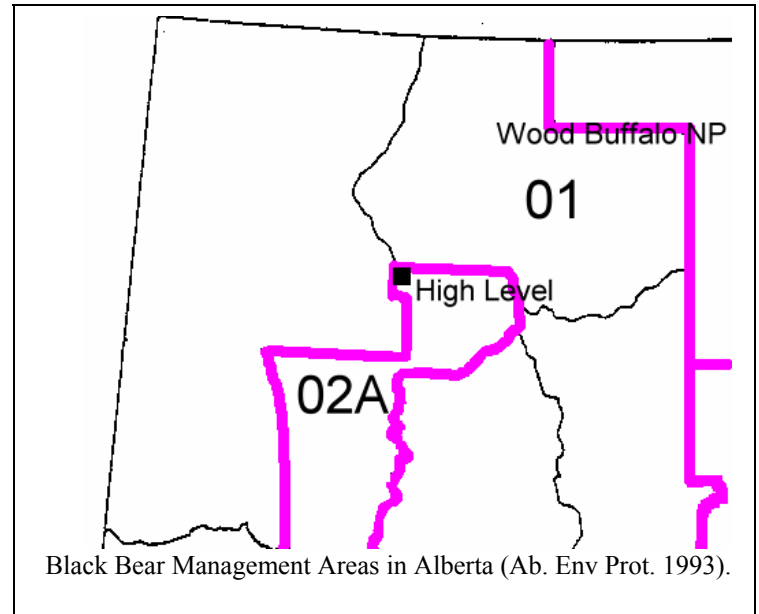 Wood Buffalo NP
01
High Level
02A
Black Bear Management Areas in Alberta (Ab. Env Prot. 1993).